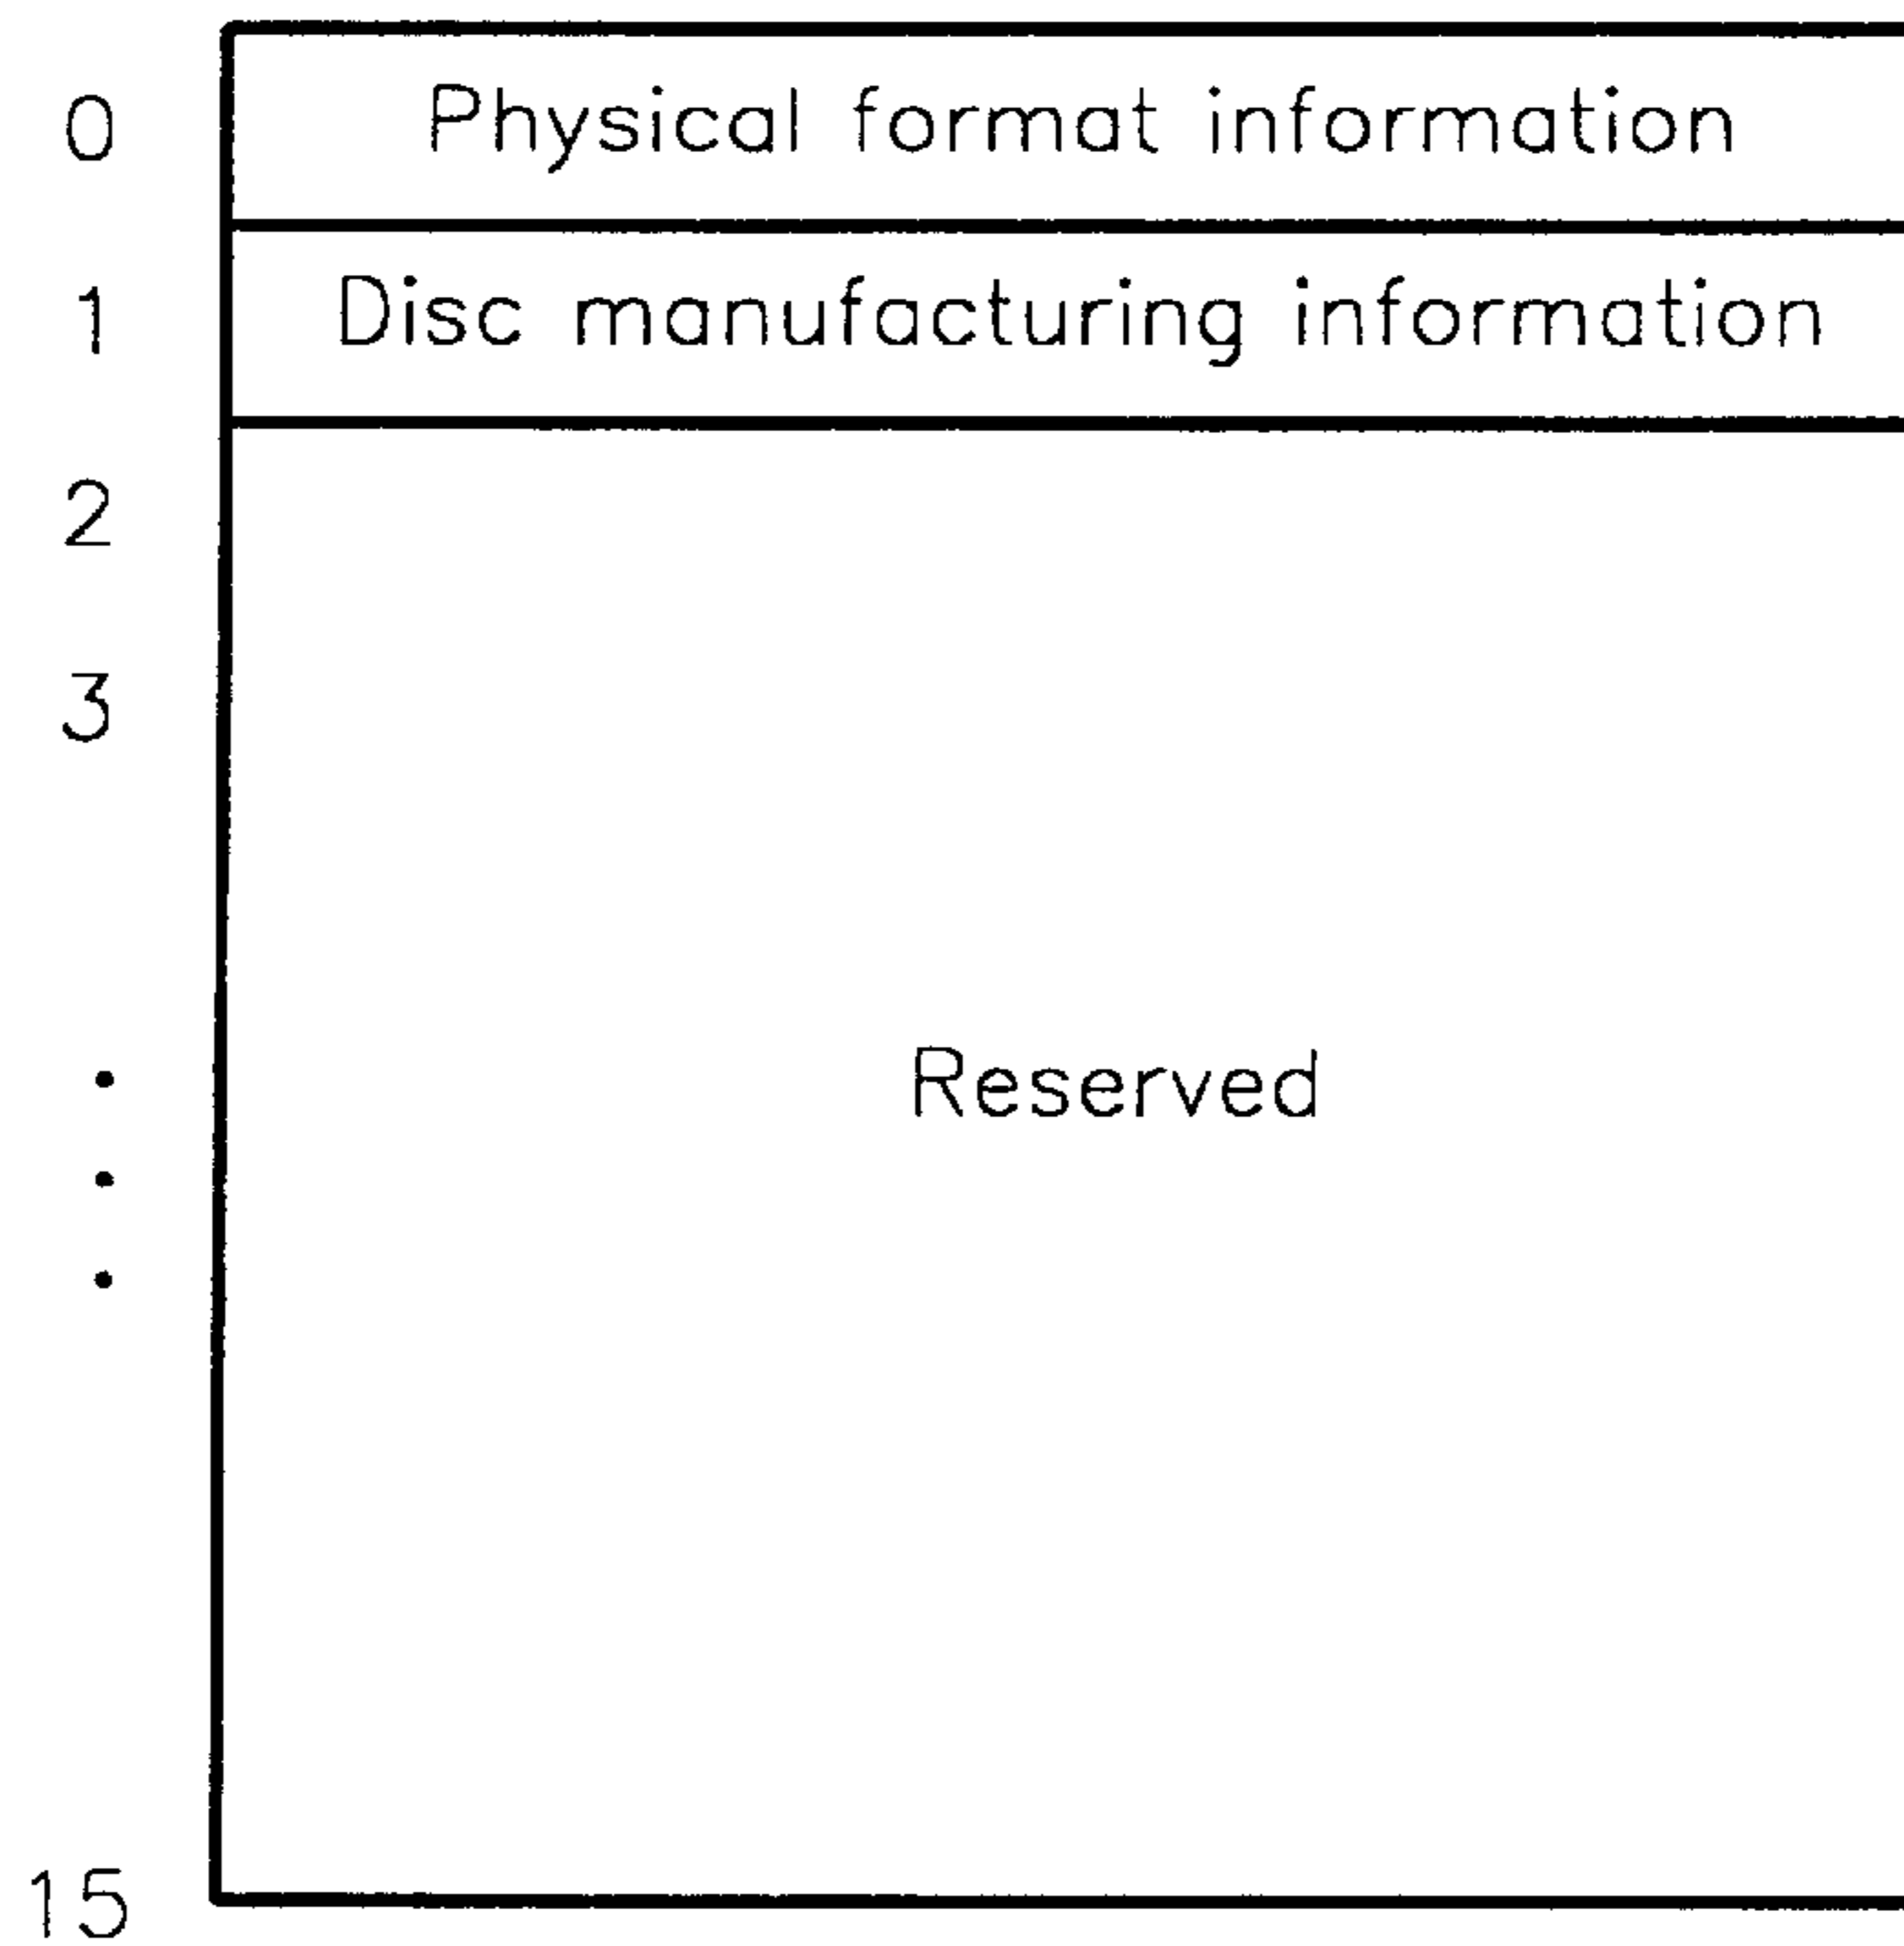 0 Physical format information
1 Disc manufacturing information
2
3
Reserved
15